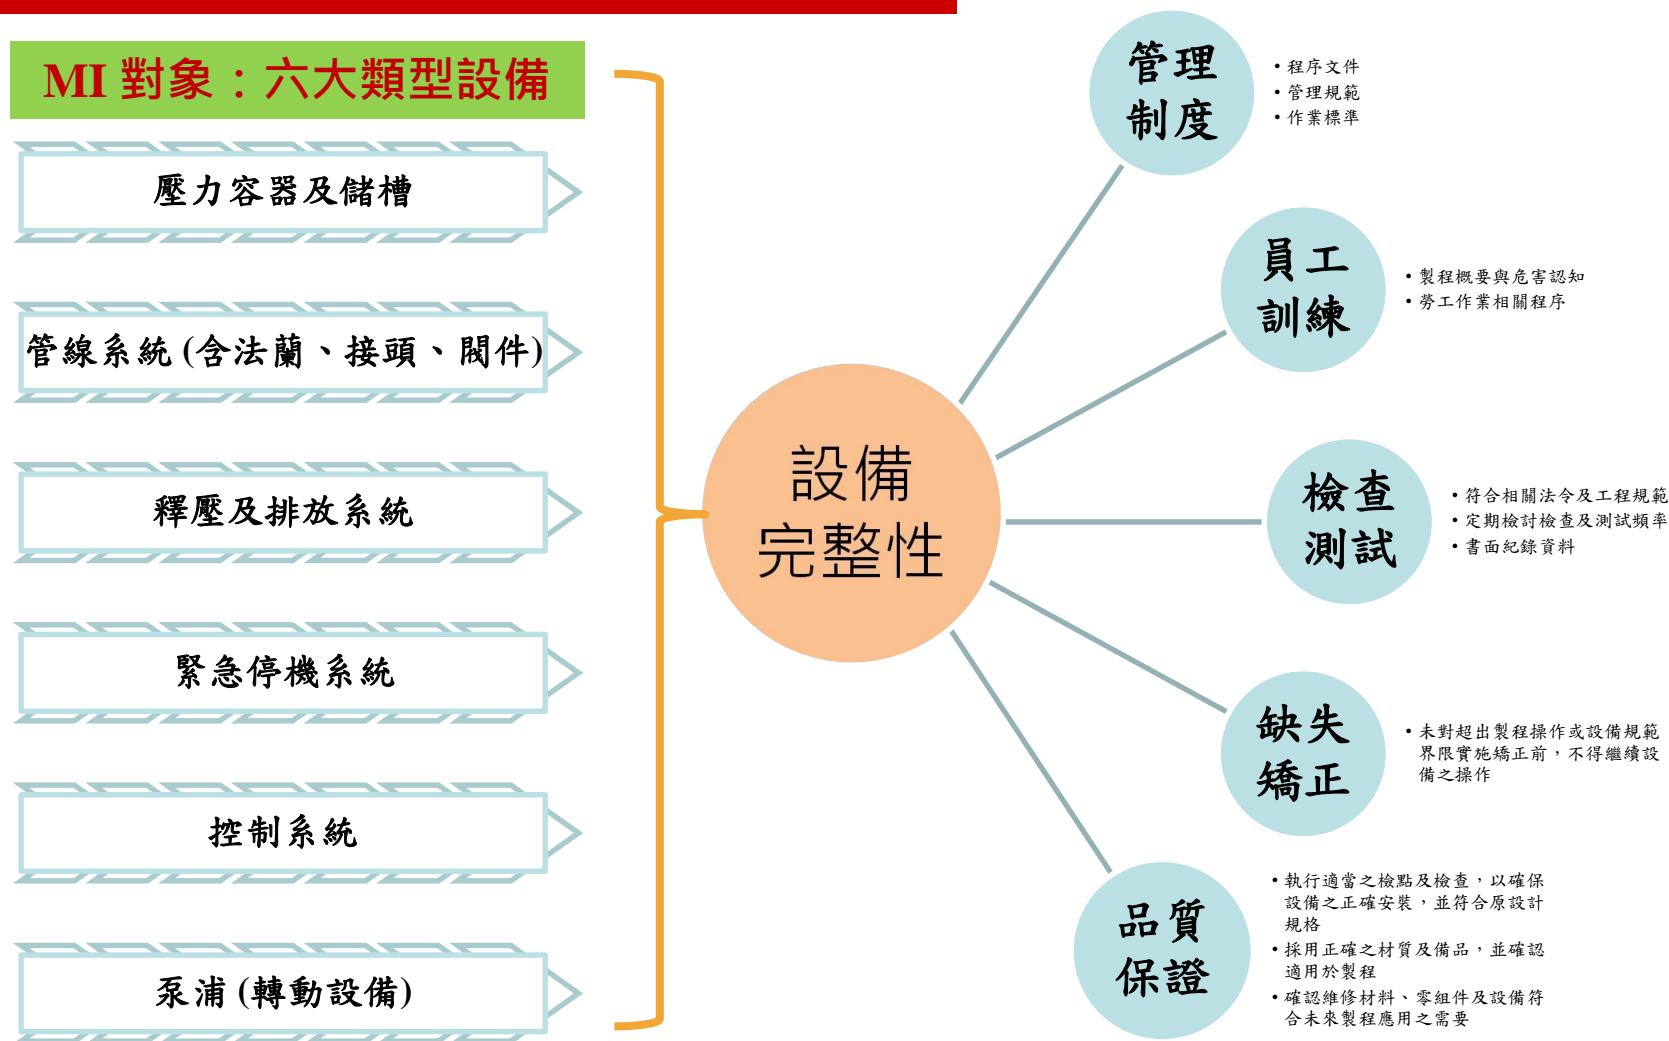 MI 對象：六大類型設備
壓力容器及儲槽
管線系統 (含法蘭、接頭、閥件)
釋壓及排放系統
緊急停機系統
控制系統
泵浦 (轉動設備)
設備
完整性
管理
制度
• 程序文件
• 管理規範
• 作業標準
員工
訓練
• 製程概要與危害認知
• 勞工作業相關程序
檢查
測試
• 符合相關法令及工程規範
• 定期檢討檢查及測試頻率
• 書面紀錄資料
缺失
矯正
• 未對超出製程操作或設備規範
界限實施矯正前，不得繼續設
備之操作
品質
保證
• 執行適當之檢點及檢查，以確保
設備之正確安裝，並符合原設計
規格
• 採用正確之材質及備品，並確認
適用於製程
• 確認維修材料、零組件及設備符
合未來製程應用之需要